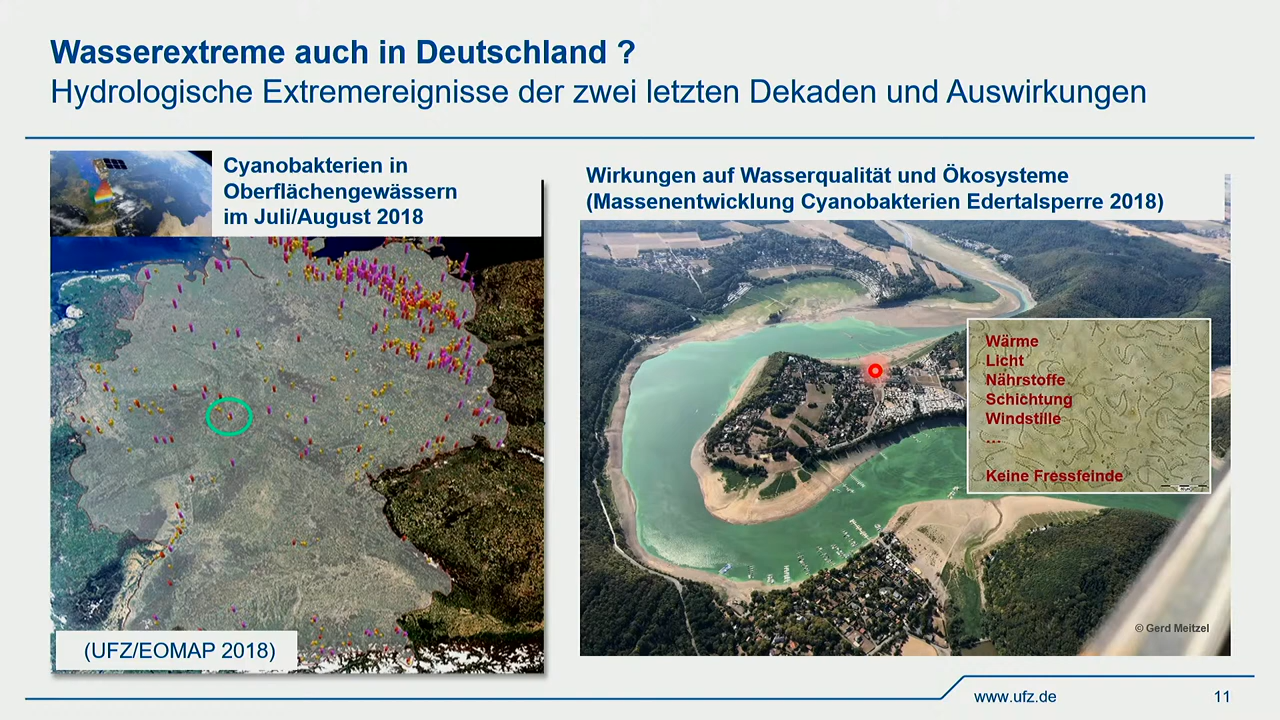 Wasserextreme auch in Deutschland ?
Hydrologische Extremereignisse der zwei letzten Dekaden und Auswirkungen
Cyanobakterien in
Oberflächengewässern
im Juli/August 2018
(UFZ/EOMAP 2018)
Wirkungen auf Wasserqualität und Ökosysteme
(Massenentwicklung Cyanobakterien Edertalsperre 2018)
Wärme
Licht
Nährstoffe
Schichtung
Windstille
...
Keine Fressfeinde
© Gerd Meitzel
www.ufz.de
11